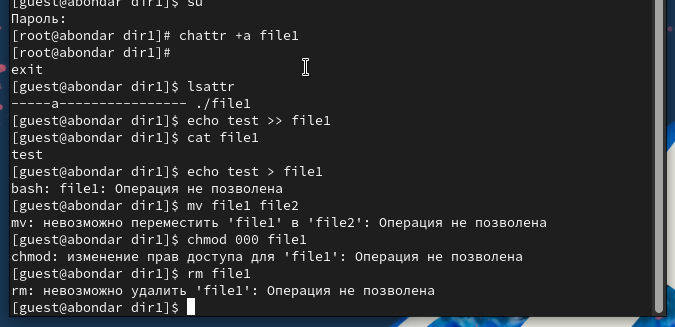 [guest@abondar dir1]$ su
Пароль:
[root@abondar dir1]# chattr +a file1
[root@abondar dir1]#
exit
[guest@abondar dir1]$ lsattr
-----a---------------- ./file1
[guest@abondar dir1]$ echo test >> file1
[guest@abondar dir1]$ cat file1
test
[guest@abondar dir1]$ echo test > file1
bash: file1: Операция не позволена
[guest@abondar dir1]$ mv file1 file2
mv: невозможно переместить 'file1' в 'file2': Операция не позволена
[guest@abondar dir1]$ chmod 000 file1
chmod: изменение прав доступа для 'file1': Операция не позволена
[guest@abondar dir1]$ rm file1
rm: невозможно удалить 'file1': Операция не позволена
[guest@abondar dir1]$